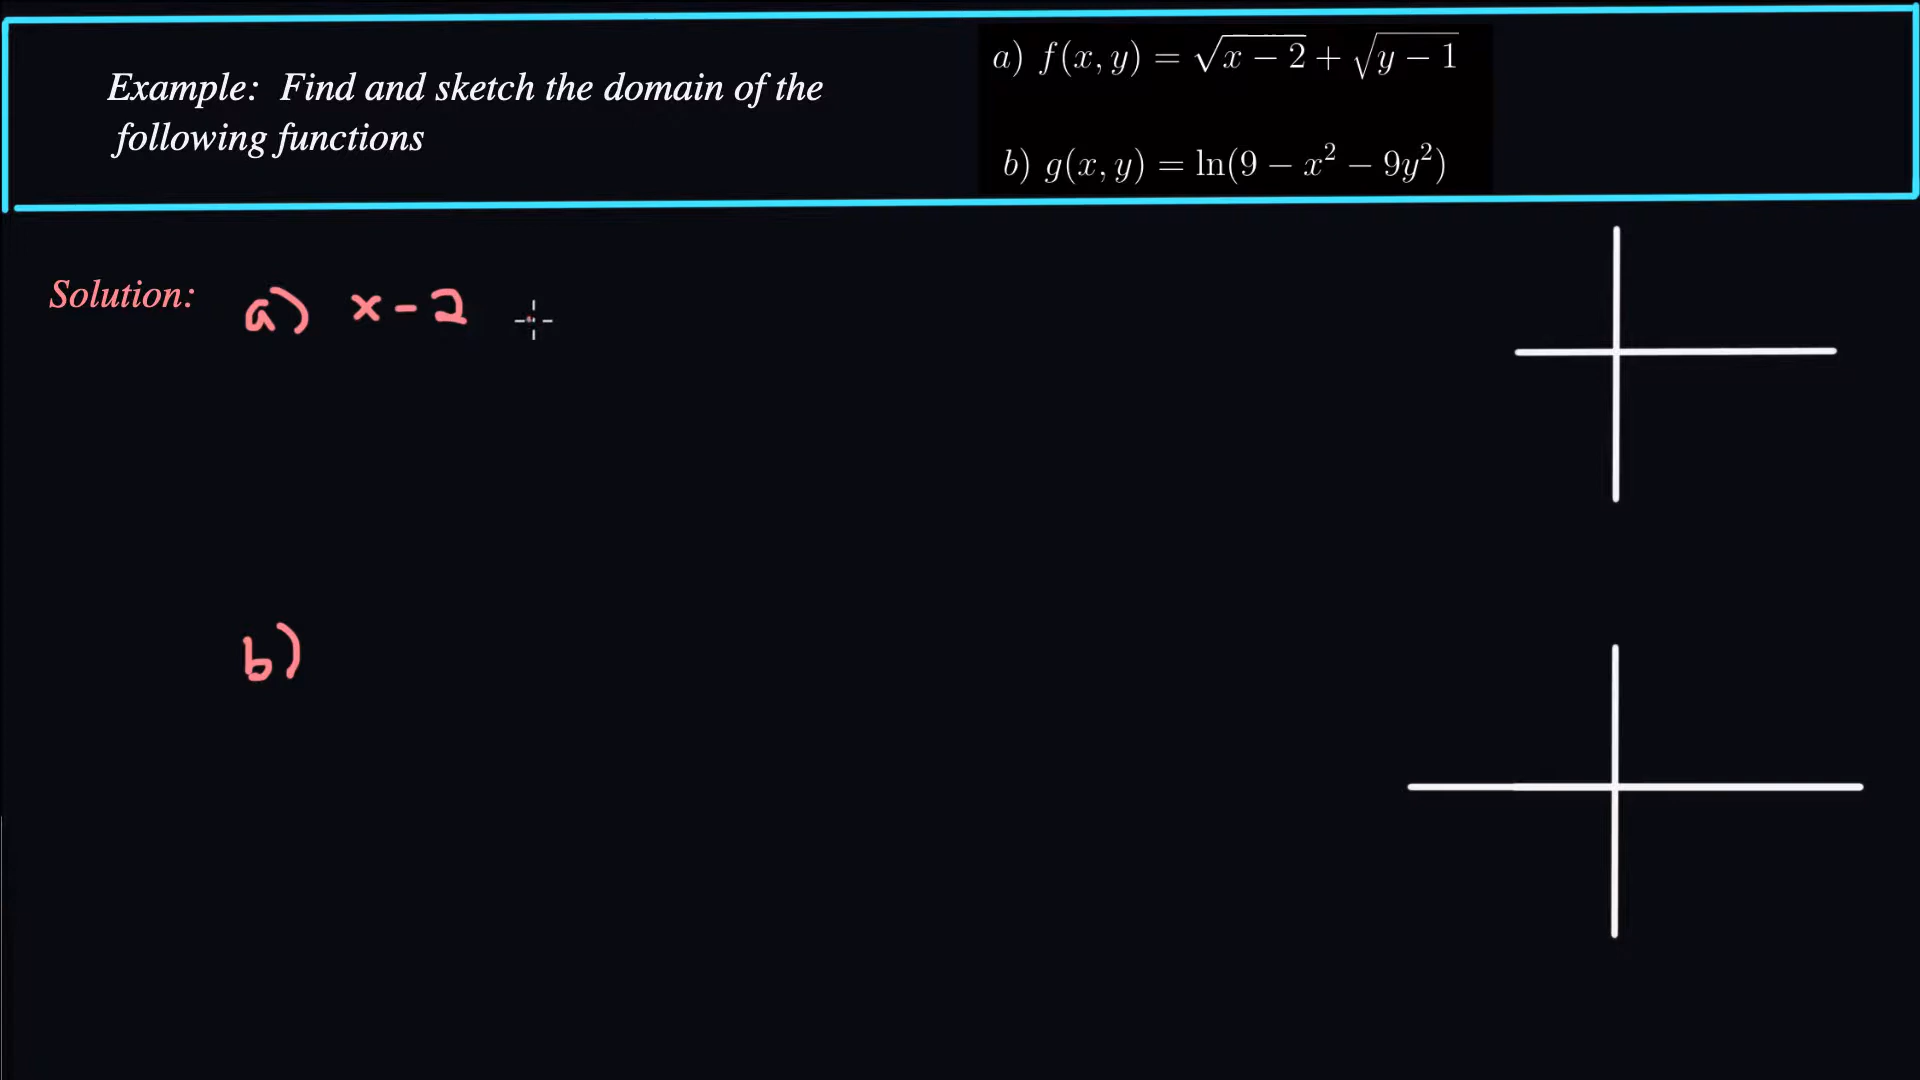 Example: Find and sketch the domain of the
following functions
a) f(x, y) = √x − 2 + √y − 1
b) g(x, y) = ln(9 − x² − 9y²)
Solution:
a) x - 2
b)